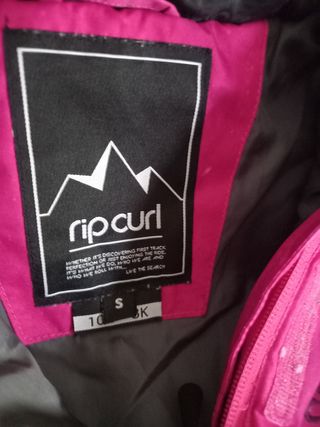 rip curl
WHETHER IT'S DISCOVERING FIRST TRACK
PERFECTION OR JUST ENJOYING THE RIDE,
IT'S WHAT WE DO, WHO WE ARE AND
WHO WE ROLL WITH... LIVE THE SEARCH
S
10 K